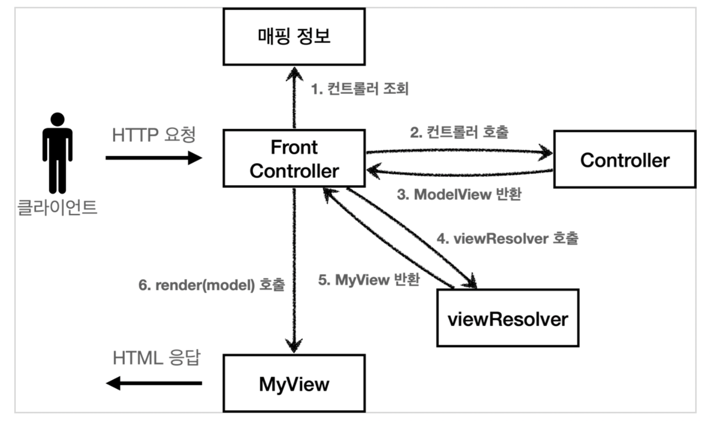 매핑 정보
1. 컨트롤러 조회
HTTP 요청
Front
Controller
2. 컨트롤러 호출
Controller
3. ModelView 반환
클라이언트
4. viewResolver 호출
5. MyView 반환
6. render(model) 호출
viewResolver
HTML 응답
MyView